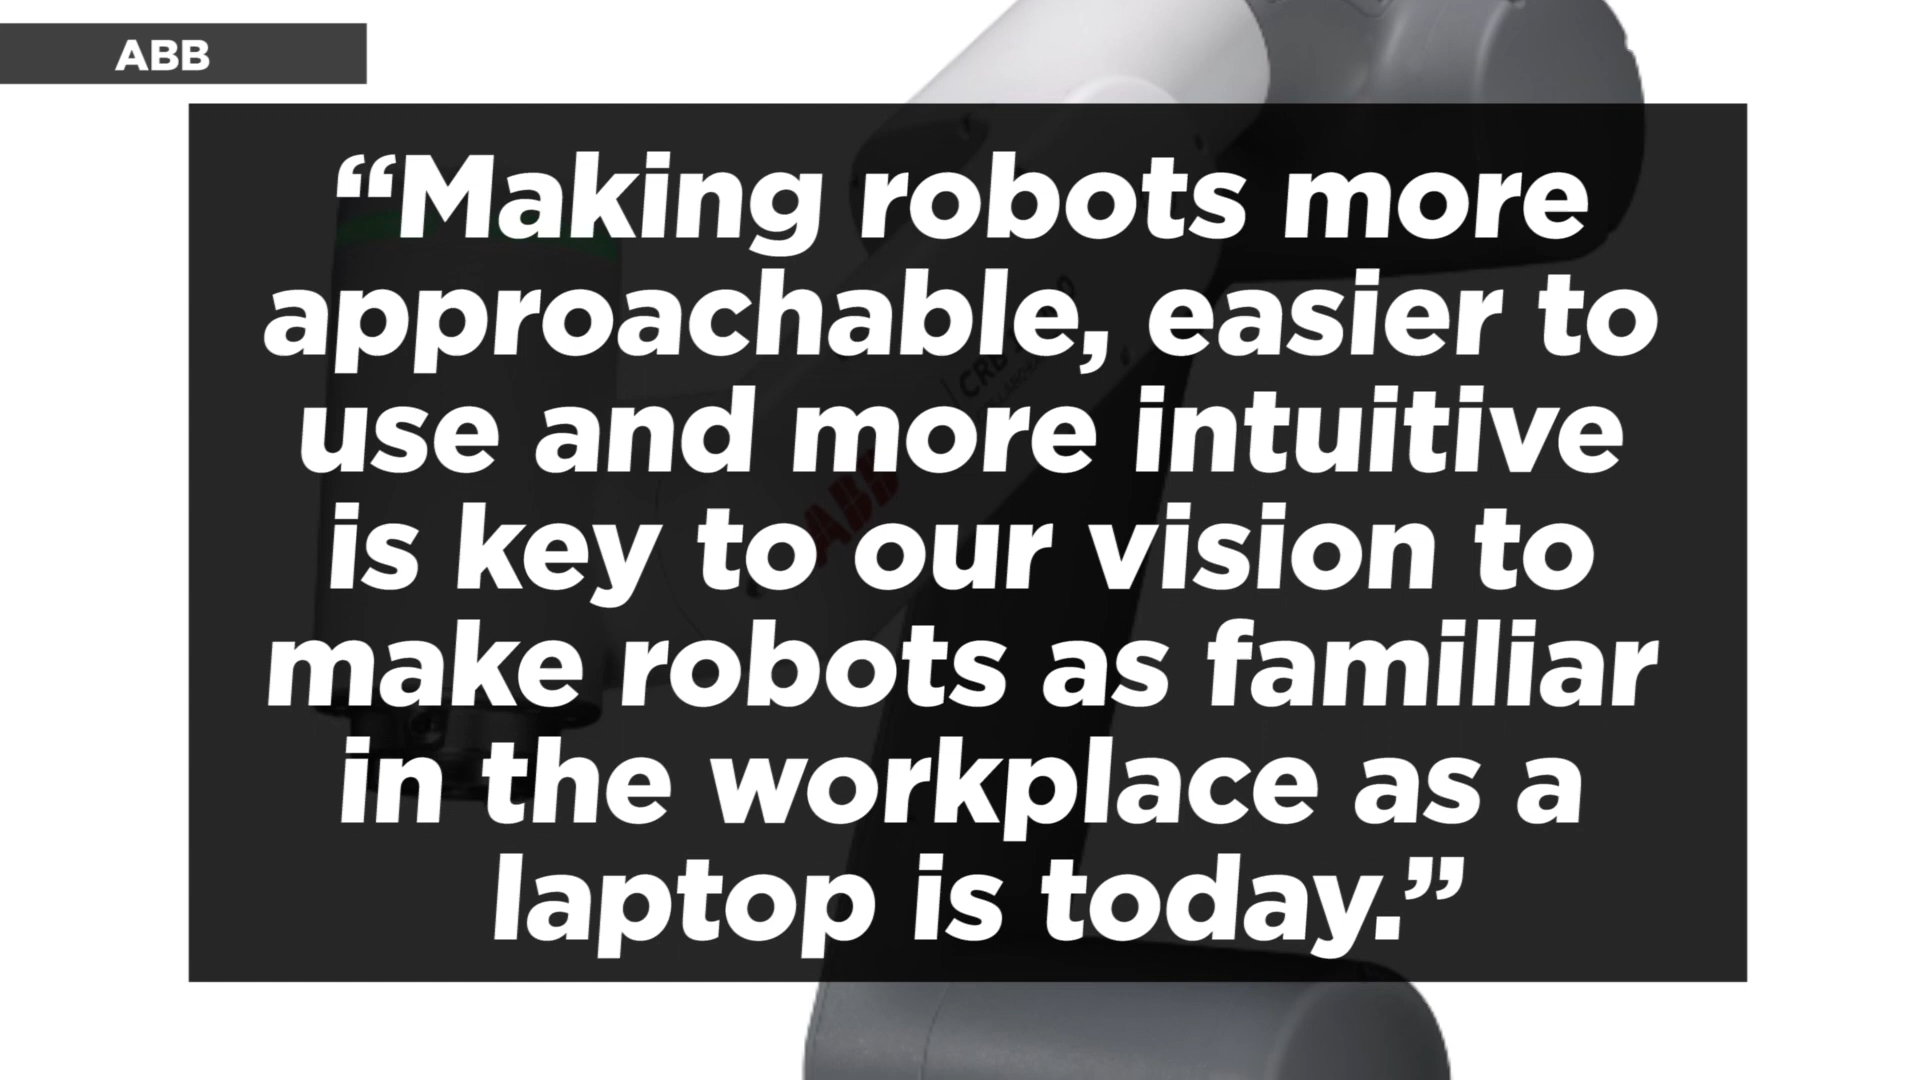 ABB
“Making robots more
approachable, easier to
use and more intuitive
is key to our vision to
make robots as familiar
in the workplace as a
laptop is today.”
ABB